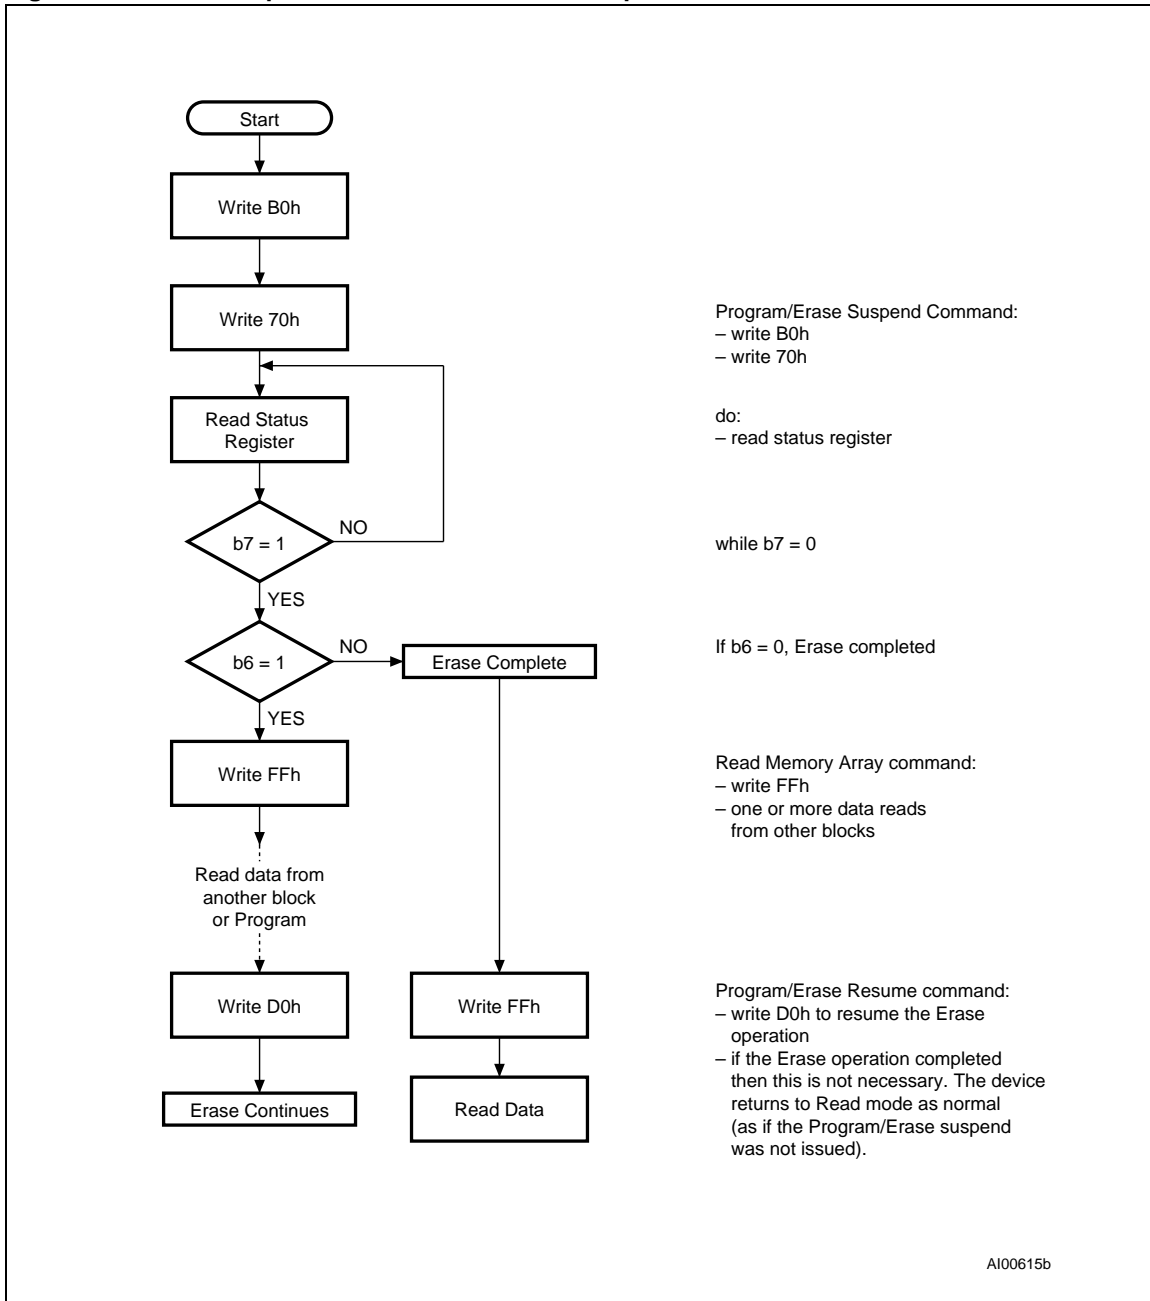 Start
Write B0h
Write 70h
Program/Erase Suspend Command:
– write B0h
– write 70h
Read Status
Register
do:
– read status register
b7 = 1
NO
while b7 = 0
YES
b6 = 1
NO
Erase Complete
If b6 = 0, Erase completed
YES
Write FFh
Read Memory Array command:
– write FFh
– one or more data reads
from other blocks
Read data from
another block
or Program
Write D0h
Write FFh
Program/Erase Resume command:
– write D0h to resume the Erase
operation
– if the Erase operation completed
then this is not necessary. The device
returns to Read mode as normal
(as if the Program/Erase suspend
was not issued).
Erase Continues
Read Data
AI00615b